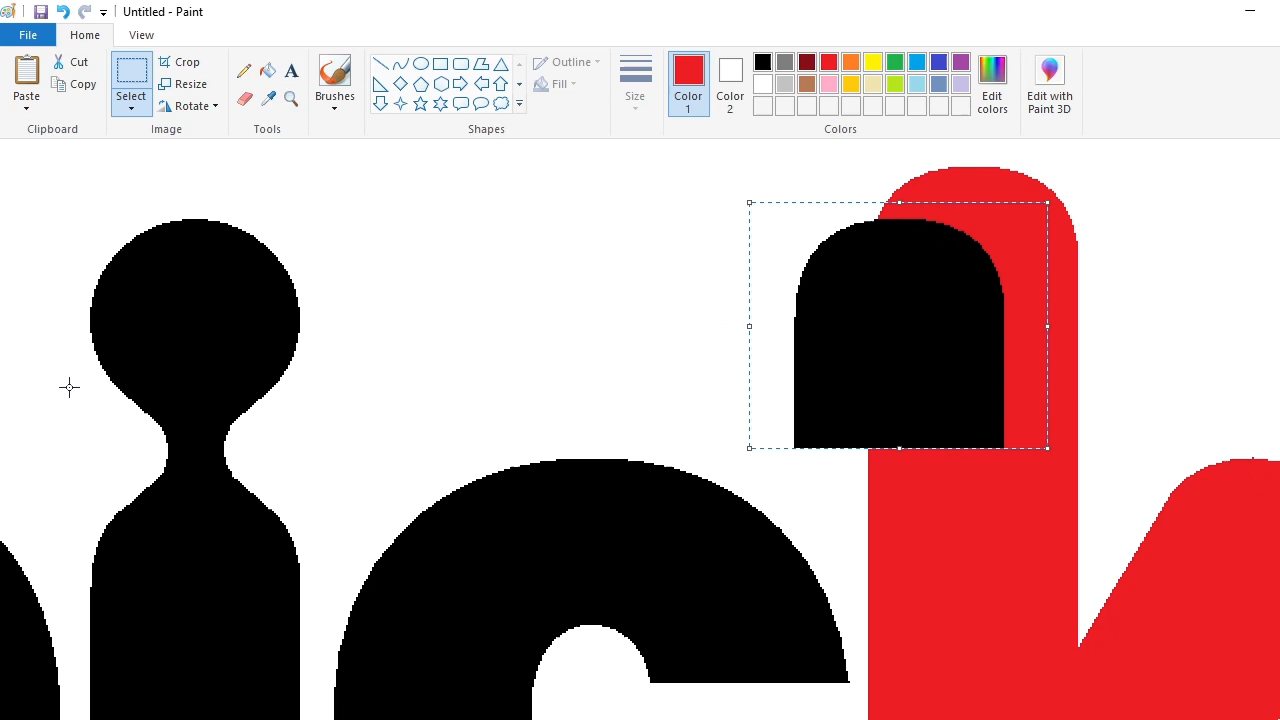 Untitled - Paint
File Home View
Paste
Cut
Copy
Clipboard
Select
Crop
Resize
Rotate
Image
Tools
Brushes
Shapes
Outline
Fill
Size
Color 1
Color 2
Edit colors
Colors
Edit with Paint 3D
ick